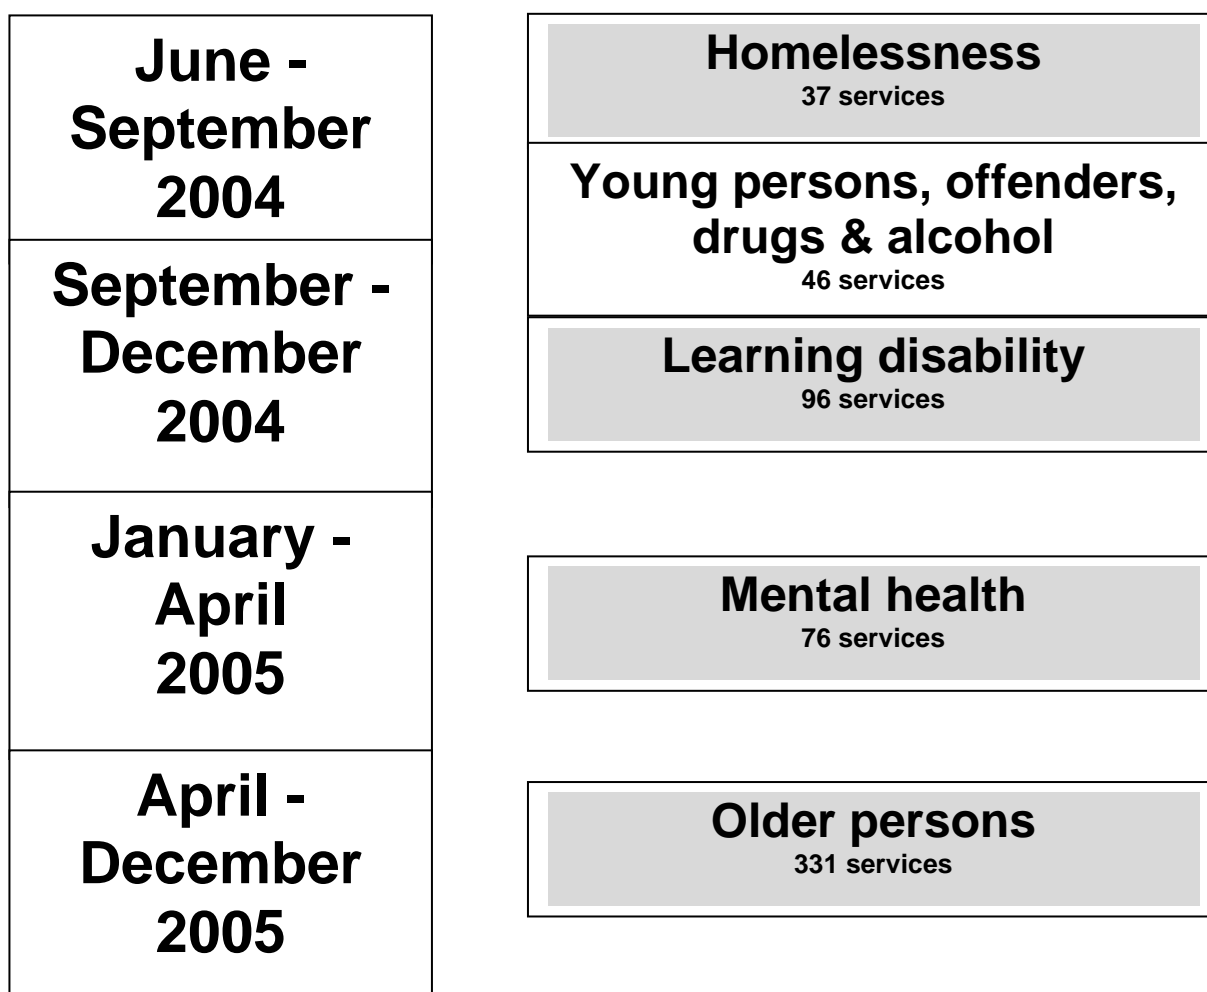 June -
September
2004
September -
December
2004
January -
April
2005
April -
December
2005
Homelessness
37 services
Young persons, offenders,
drugs & alcohol
46 services
Learning disability
96 services
Mental health
76 services
Older persons
331 services